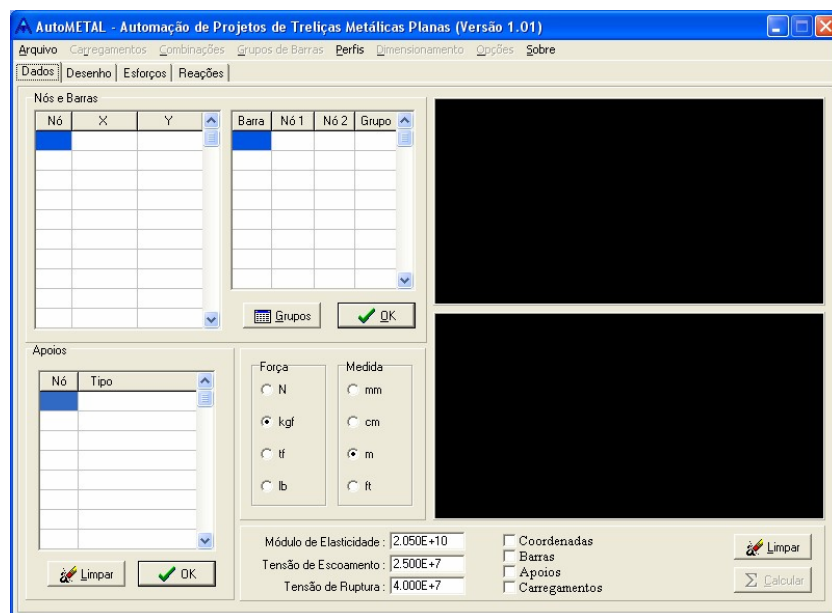 AutoMETAL - Automação de Projetos de Treliças Metálicas Planas (Versão 1.01)
Arquivo Carregamentos Combinações Grupos de Barras Perfis Dimensionamento Opções Sobre
Dados Desenho Esforços Reações
Nós e Barras
Nó X Y
Barra Nó 1 Nó 2 Grupo
Grupos OK
Apoios
Nó Tipo
Limpar OK
Força
N
kgf
tf
lb
Medida
mm
cm
m
ft
Módulo de Elasticidade : 2.050E+10
Tensão de Escoamento : 2.500E+7
Tensão de Ruptura : 4.000E+7
Coordenadas
Barras
Apoios
Carregamentos
Limpar
Calcular